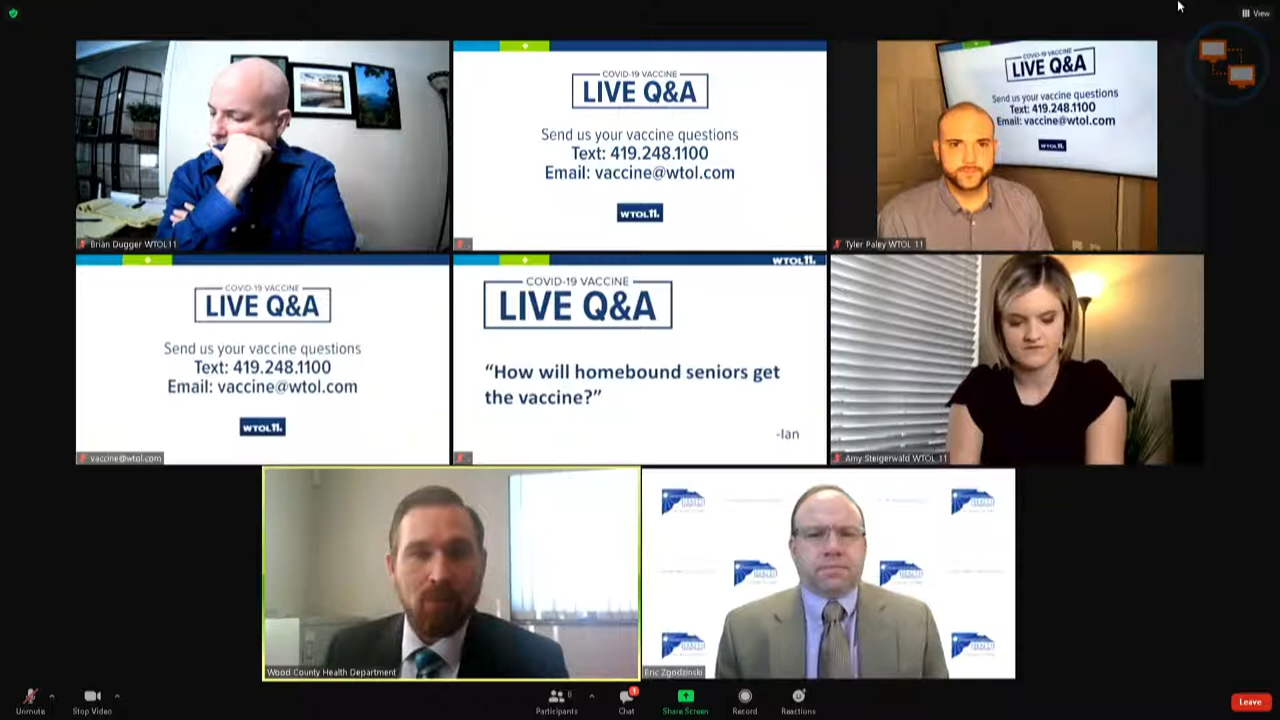 View
COVID-19 VACCINE
LIVE Q&A
Send us your vaccine questions
Text: 419.248.1100
Email: vaccine@wtol.com
WTOL11.
COVID-19 VACCINE
LIVE Q&A
Send us your vaccine questions
Text: 419.248.1100
Email: vaccine@wtol.com
WTOL11.
Brian Dugger WTOL11
Tyler Paley WTOL 11
COVID-19 VACCINE
LIVE Q&A
Send us your vaccine questions
Text: 419.248.1100
Email: vaccine@wtol.com
WTOL11.
vaccine@wtol.com
WTOL11.
COVID-19 VACCINE
LIVE Q&A
“How will homebound seniors get
the vaccine?”
-Ian
Amy Steigerwald WTOL 11
Wood County Health Department
Eric Zgodzinski
Unmute
Stop Video
Participants
8
Chat
1
Share Screen
Record
Reactions
Leave